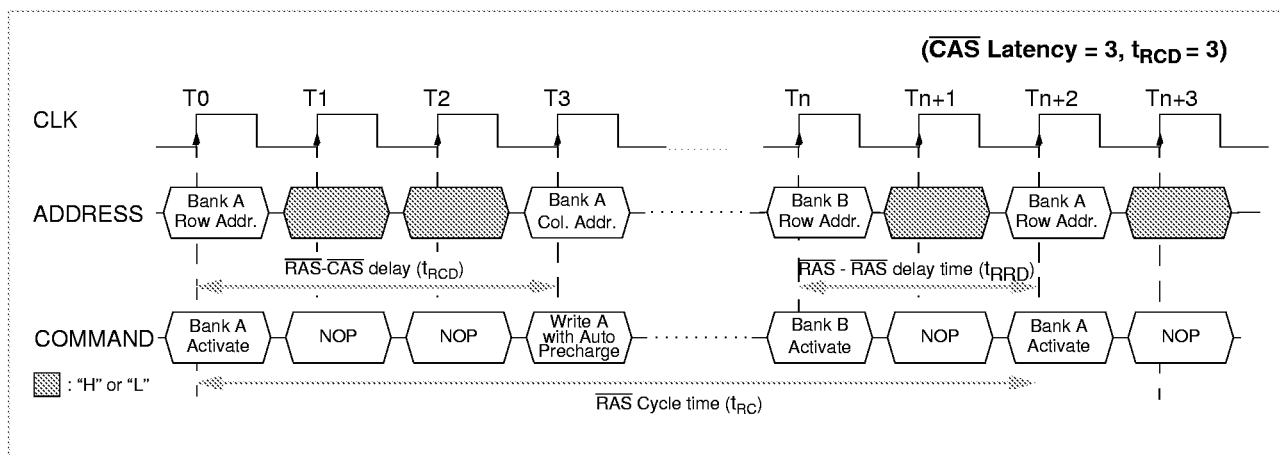 (CAS Latency = 3, tRCD = 3)
T0 T1 T2 T3 Tn Tn+1 Tn+2 Tn+3
CLK
Bank A Bank A Bank B Bank A
ADDRESS Row Addr. Col. Addr. Row Addr. Row Addr.
RAS-CAS delay (tRCD) RAS - RAS delay time (tRRD)
COMMAND
Bank A
Activate
NOP
NOP
Write A
with Auto
Precharge
Bank B
Activate
NOP
Bank A
Activate
NOP
: “H” or “L”
RAS Cycle time (tRC)